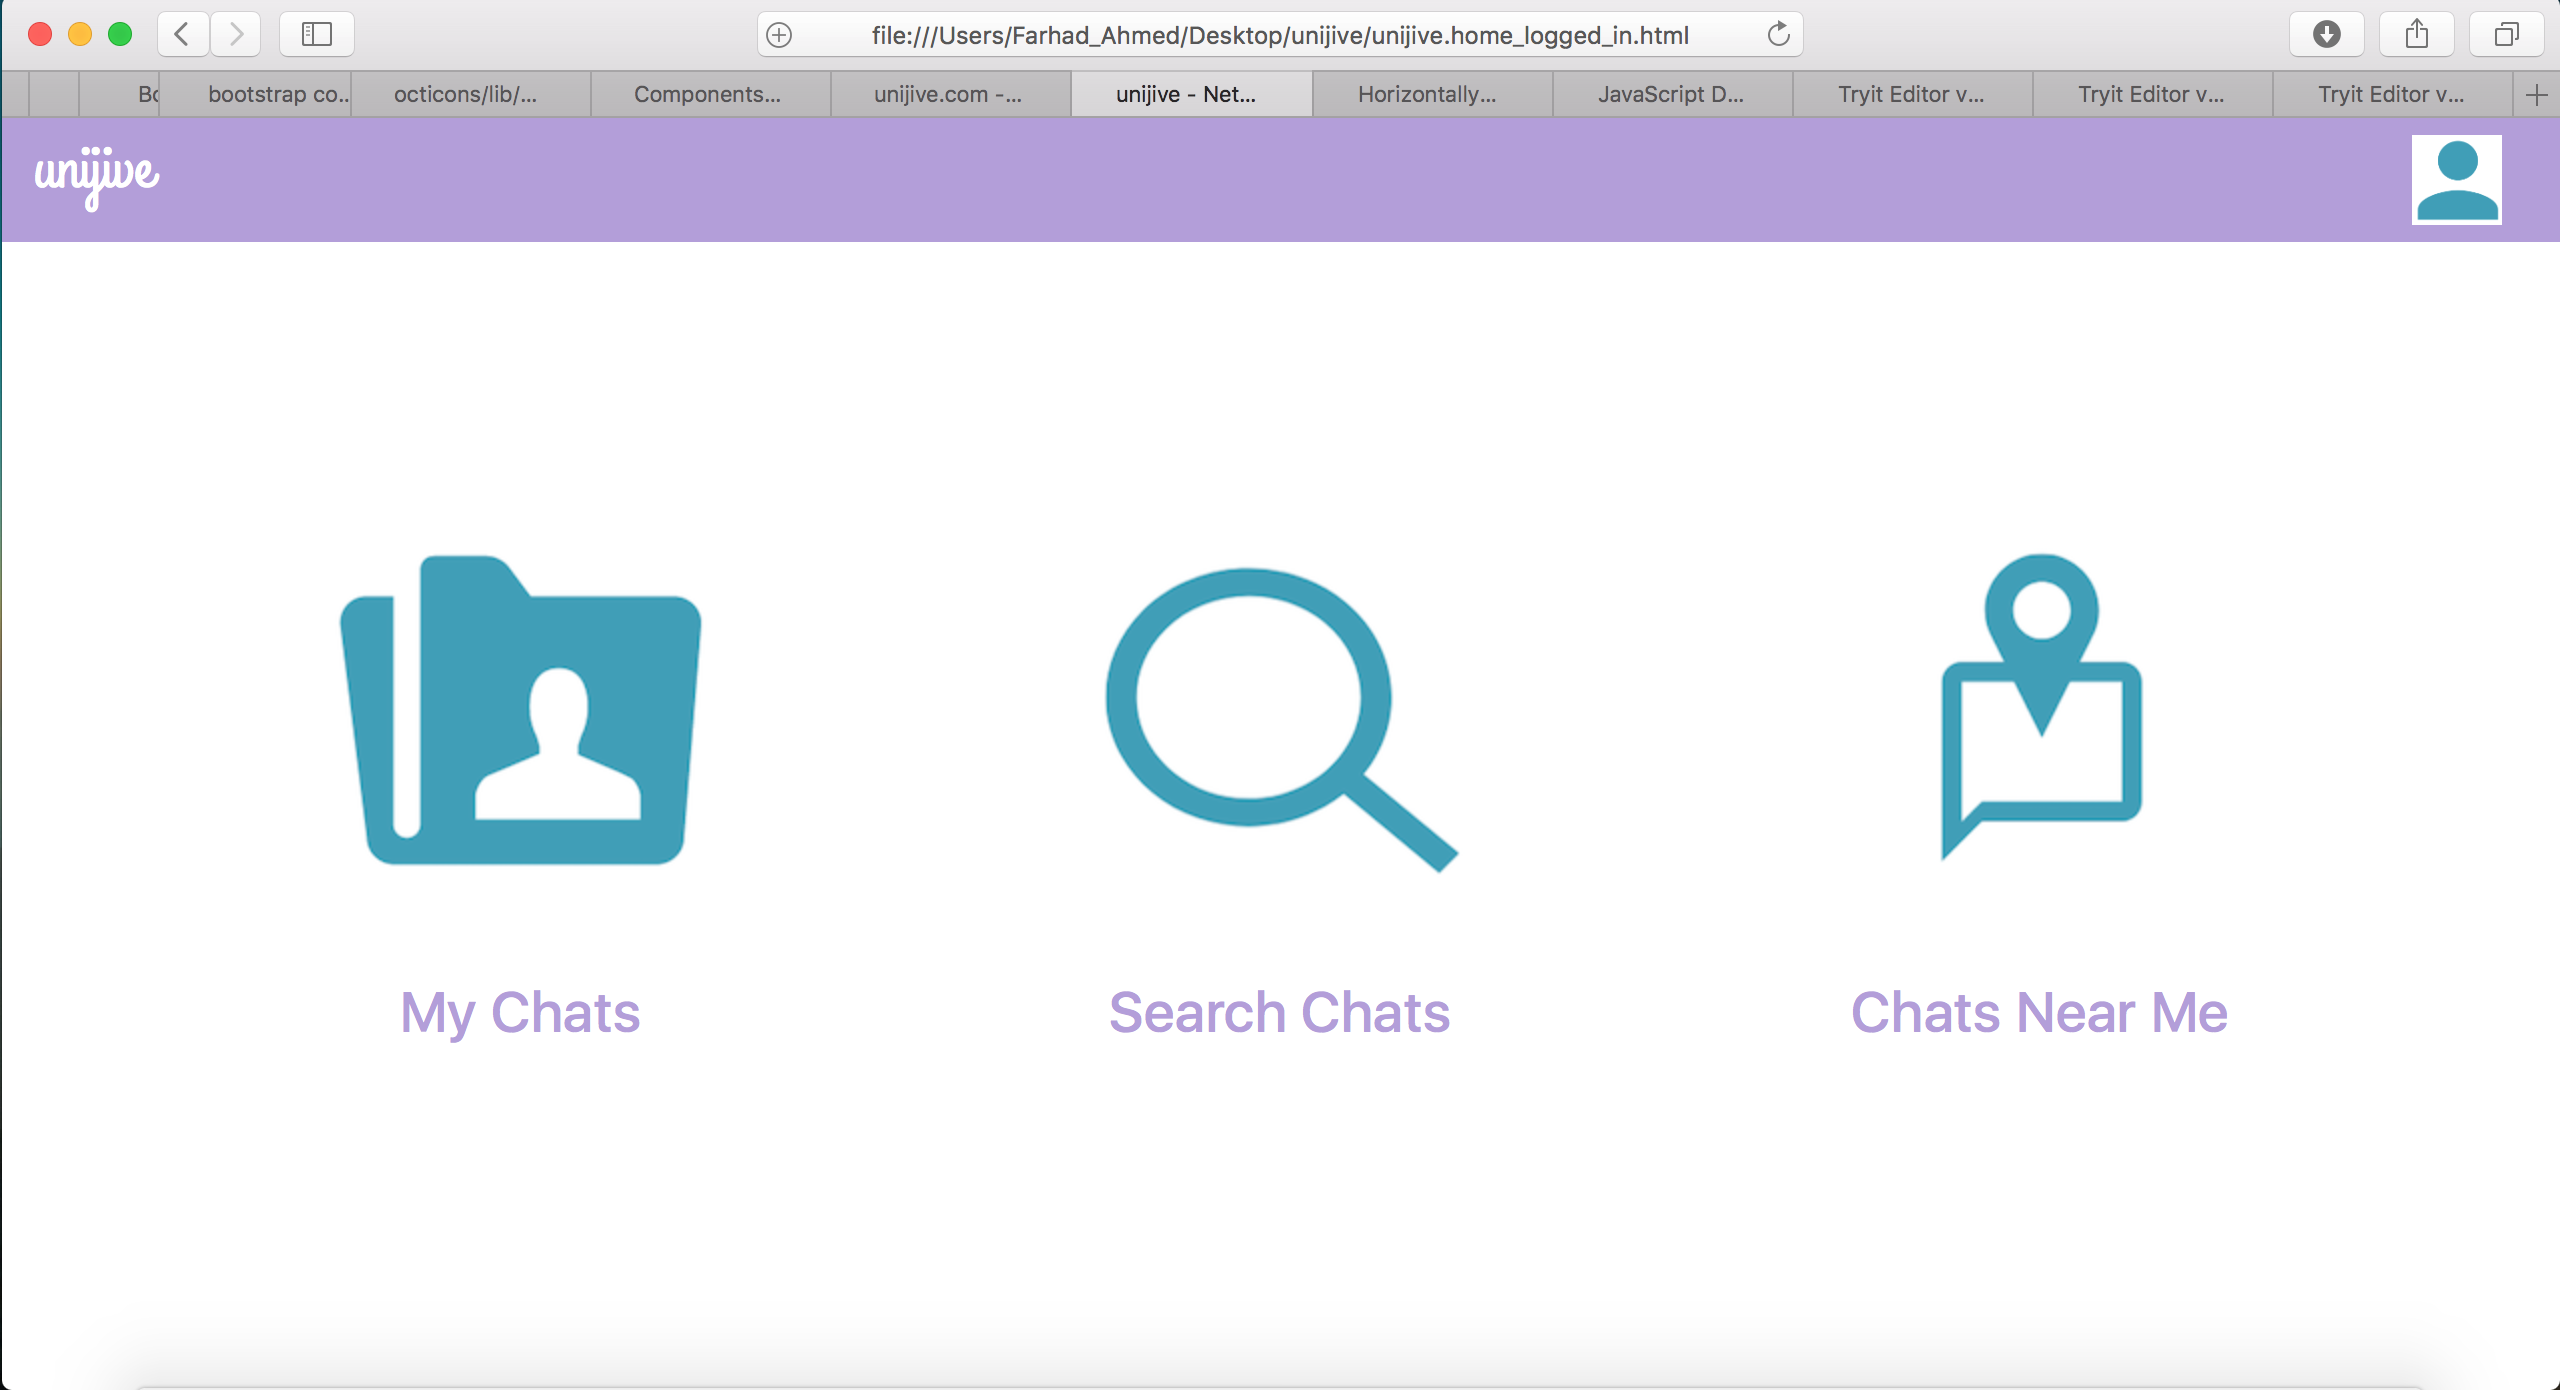 file:///Users/Farhad_Ahmed/Desktop/unijive/unijive.home_logged_in.html
bootstrap co.. octicons/lib/... Components... unijive.com -... unijive - Net... Horizontally... JavaScript D... Tryit Editor v... Tryit Editor v... Tryit Editor v...
unijive
My Chats Search Chats Chats Near Me